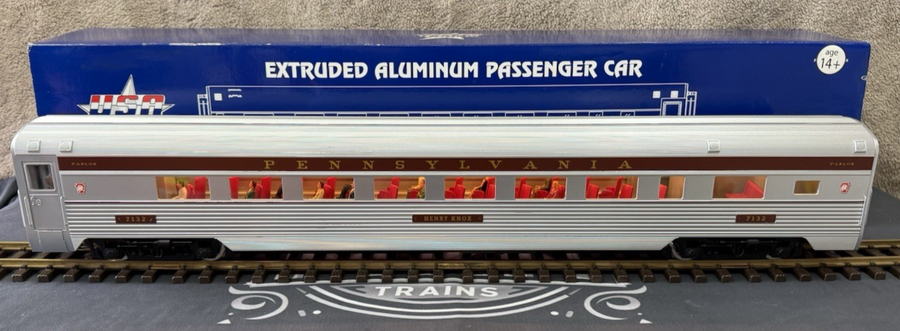 EXTRUDED ALUMINUM PASSENGER CAR
age
14+
USA
PARLOR PENNSYLVANIA PARLOR
7132 HENRY KNOX 7132
TRAINS